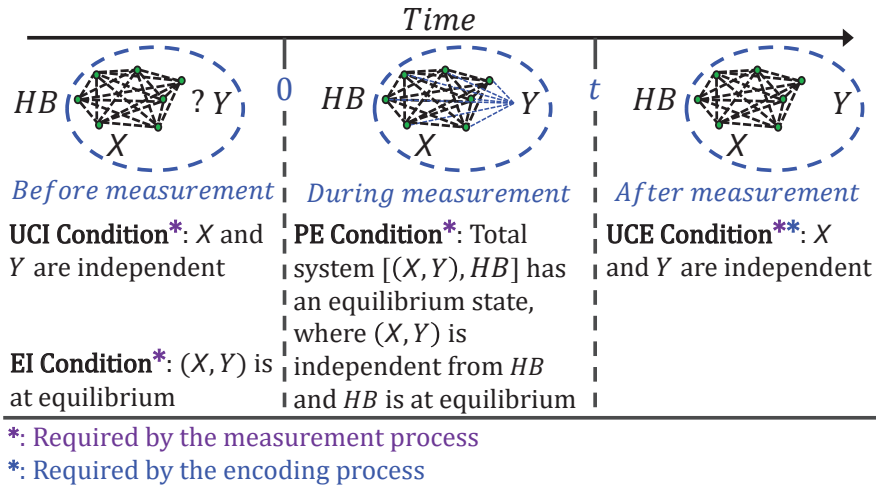 Time
HB X ? Y 0 HB X Y t HB X Y
Before measurement During measurement After measurement
UCI Condition*: X and
Y are independent
EI Condition*: (X, Y) is
at equilibrium
PE Condition*: Total
system [(X, Y), HB] has
an equilibrium state,
where (X, Y) is
independent from HB
and HB is at equilibrium
UCE Condition**: X
and Y are independent
*: Required by the measurement process
*: Required by the encoding process